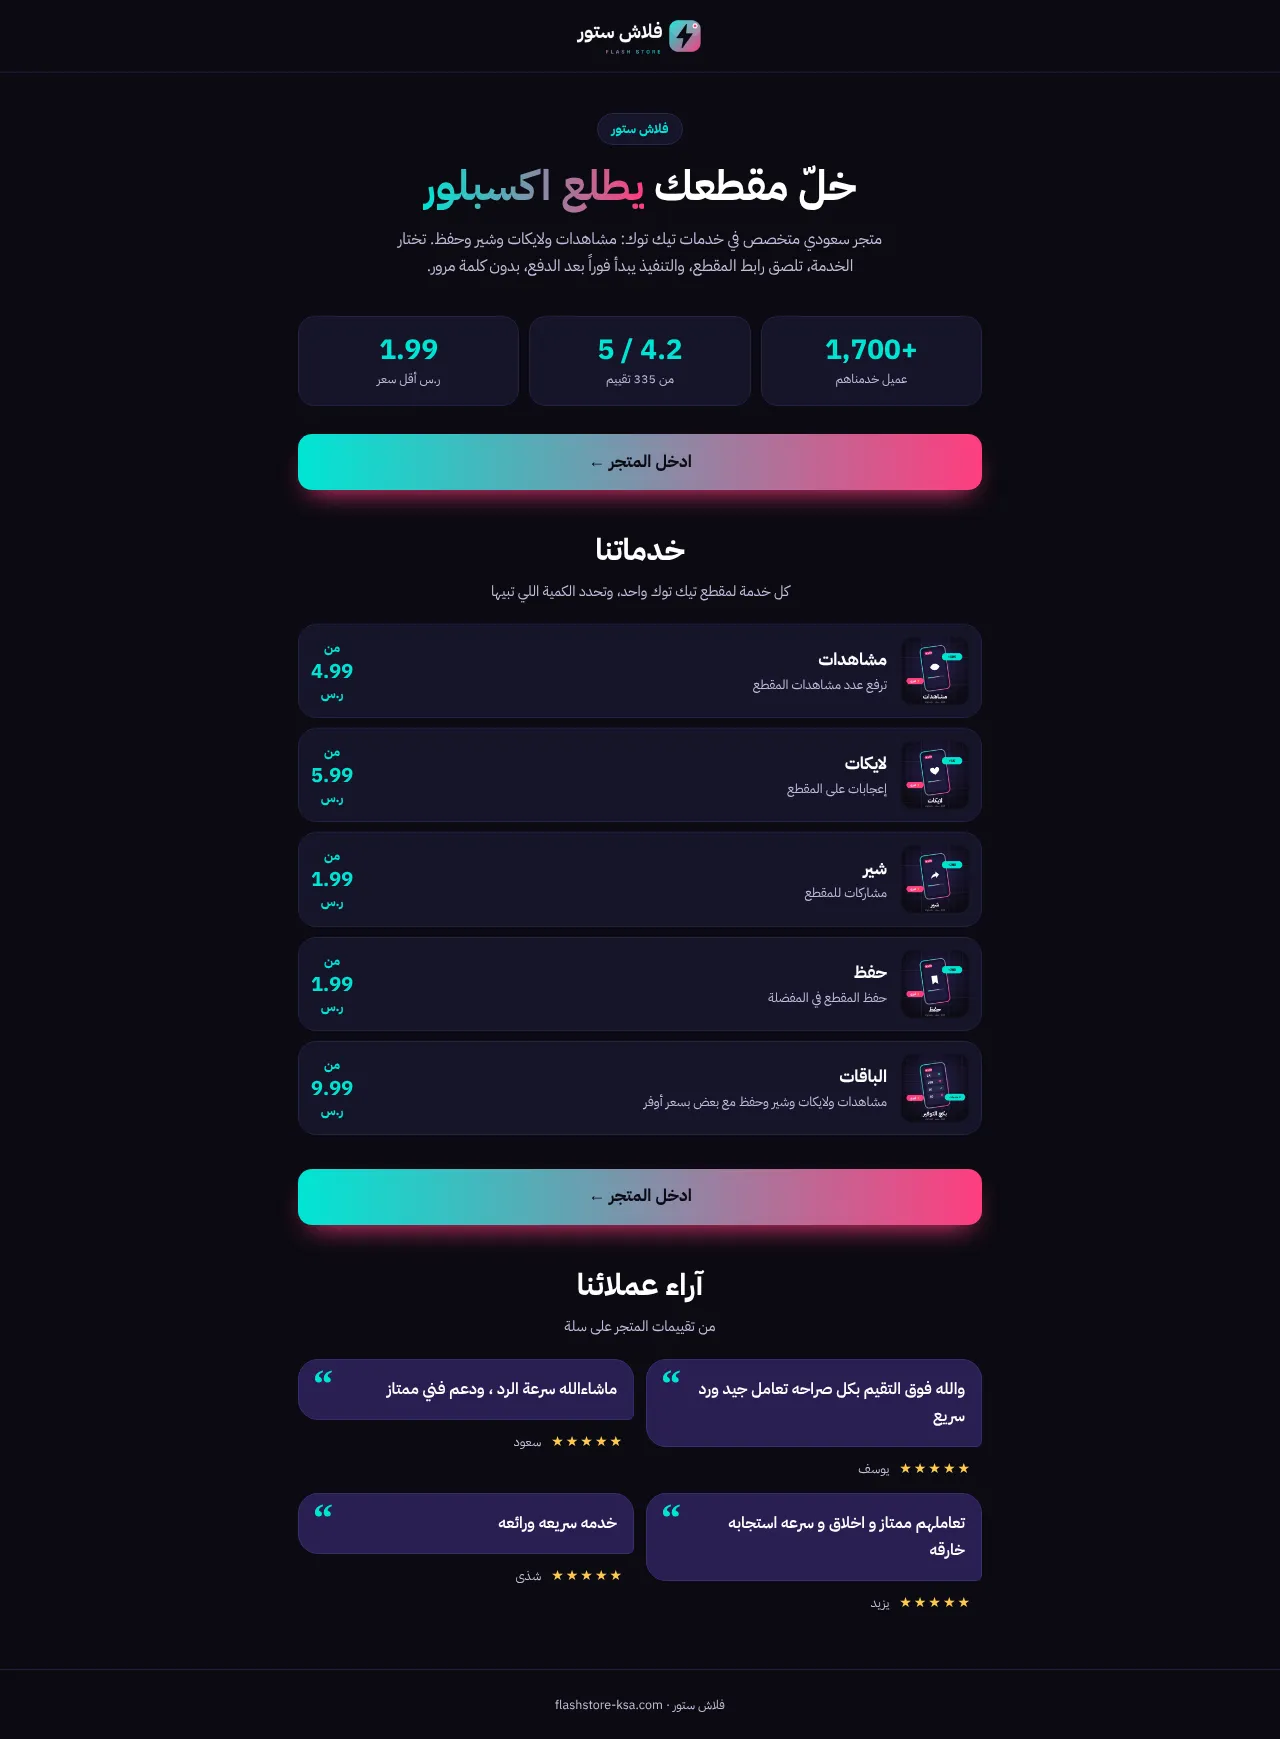 فلاش ستور
FLASH STORE
فلاش ستور
خلّ مقطعك يطلع اكسبلور
متجر سعودي متخصص في خدمات تيك توك: مشاهدات ولايكات وشير وحفظ. تختار
الخدمة، تلصق رابط المقطع، والتنفيذ يبدأ فوراً بعد الدفع، بدون كلمة مرور.
1,700+
عميل خدمناهم
4.2 / 5
من 335 تقييم
1.99
ر.س أقل سعر
ادخل المتجر ←
خدماتنا
كل خدمة لمقطع تيك توك واحد، وتحدد الكمية اللي تبيها
مشاهدات
مشاهدات
ترفع عدد مشاهدات المقطع
من
4.99
ر.س
لايكات
لايكات
إعجابات على المقطع
من
5.99
ر.س
شير
شير
مشاركات للمقطع
من
1.99
ر.س
حفظ
حفظ
حفظ المقطع في المفضلة
من
1.99
ر.س
بكج التوفير
الباقات
مشاهدات ولايكات وشير وحفظ مع بعض بسعر أوفر
من
9.99
ر.س
ادخل المتجر ←
آراء عملائنا
من تقييمات المتجر على سلة
والله فوق التقيم بكل صراحه تعامل جيد ورد
سريع
★★★★★ يوسف
ماشاءالله سرعة الرد ، ودعم فني ممتاز
★★★★★ سعود
تعاملهم ممتاز و اخلاق و سرعه استجابه
خارقه
★★★★★ يزيد
خدمه سريعه ورائعه
★★★★★ شذى
فلاش ستور · flashstore-ksa.com